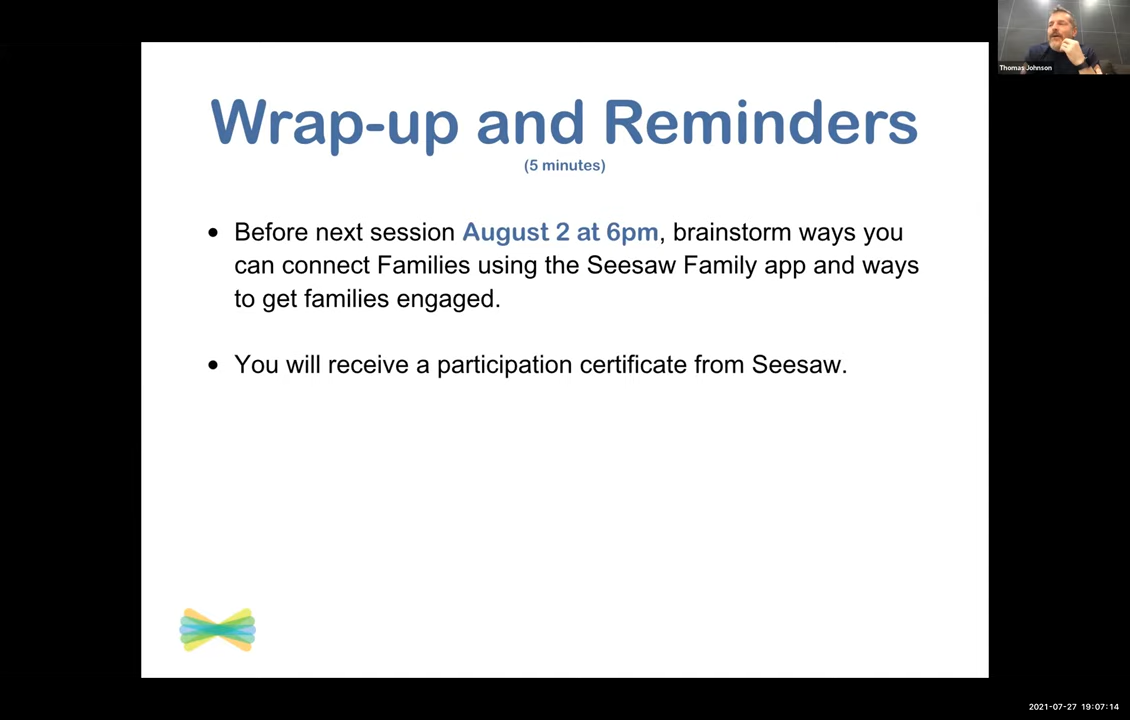 Thomas Johnson
Wrap-up and Reminders
(5 minutes)
• Before next session August 2 at 6pm, brainstorm ways you
can connect Families using the Seesaw Family app and ways
to get families engaged.
• You will receive a participation certificate from Seesaw.
2021-07-27 19:07:14